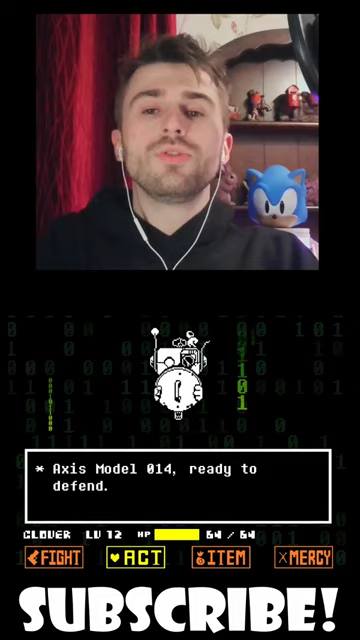 * Axis Model 014, ready to
defend.
CLOVER LV 12 HP 64 / 64
FIGHT ACT ITEM MERCY
SUBSCRIBE!